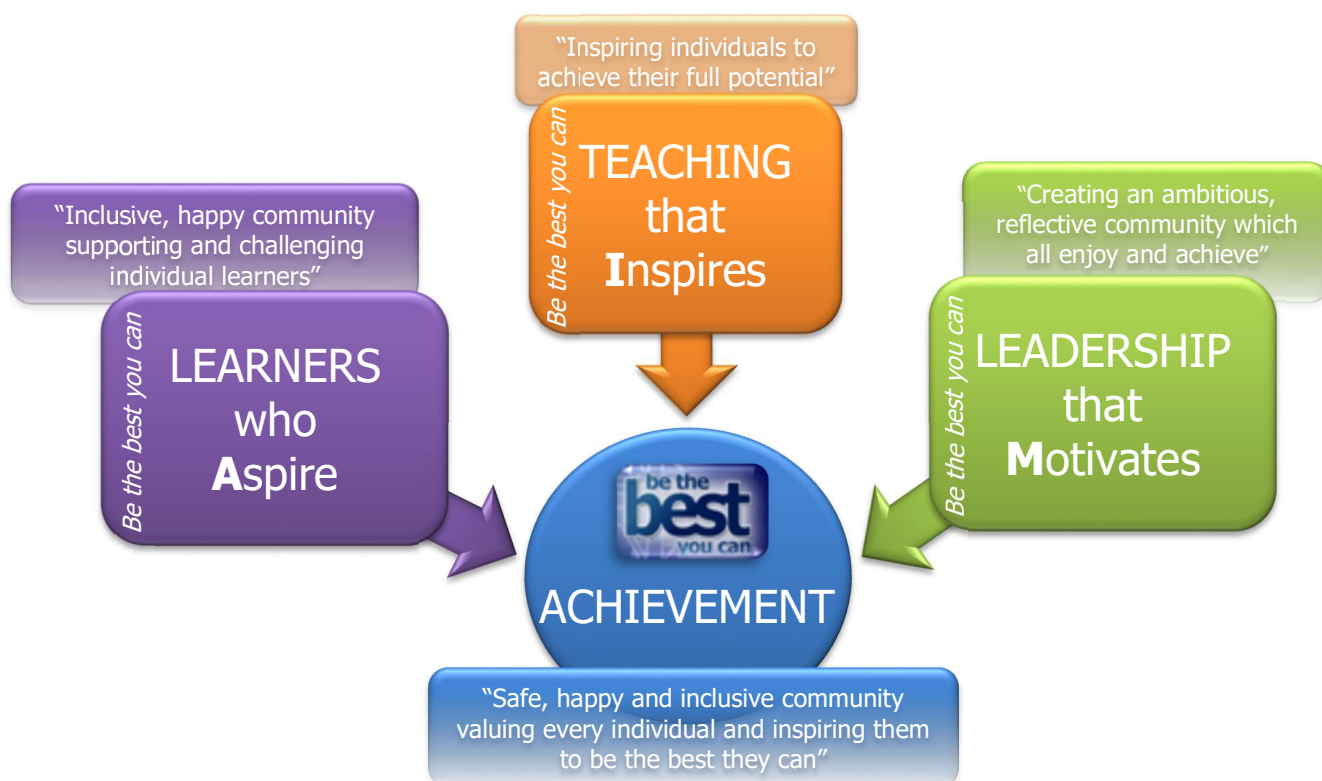 “Inspiring individuals to
achieve their full potential”
Be the best you can
TEACHING
that
Inspires
“Inclusive, happy community
supporting and challenging
individual learners”
Be the best you can
LEARNERS
who
Aspire
“Creating an ambitious,
reflective community which
all enjoy and achieve”
Be the best you can
LEADERSHIP
that
Motivates
be the
best
you can
ACHIEVEMENT
“Safe, happy and inclusive community
valuing every individual and inspiring them
to be the best they can”